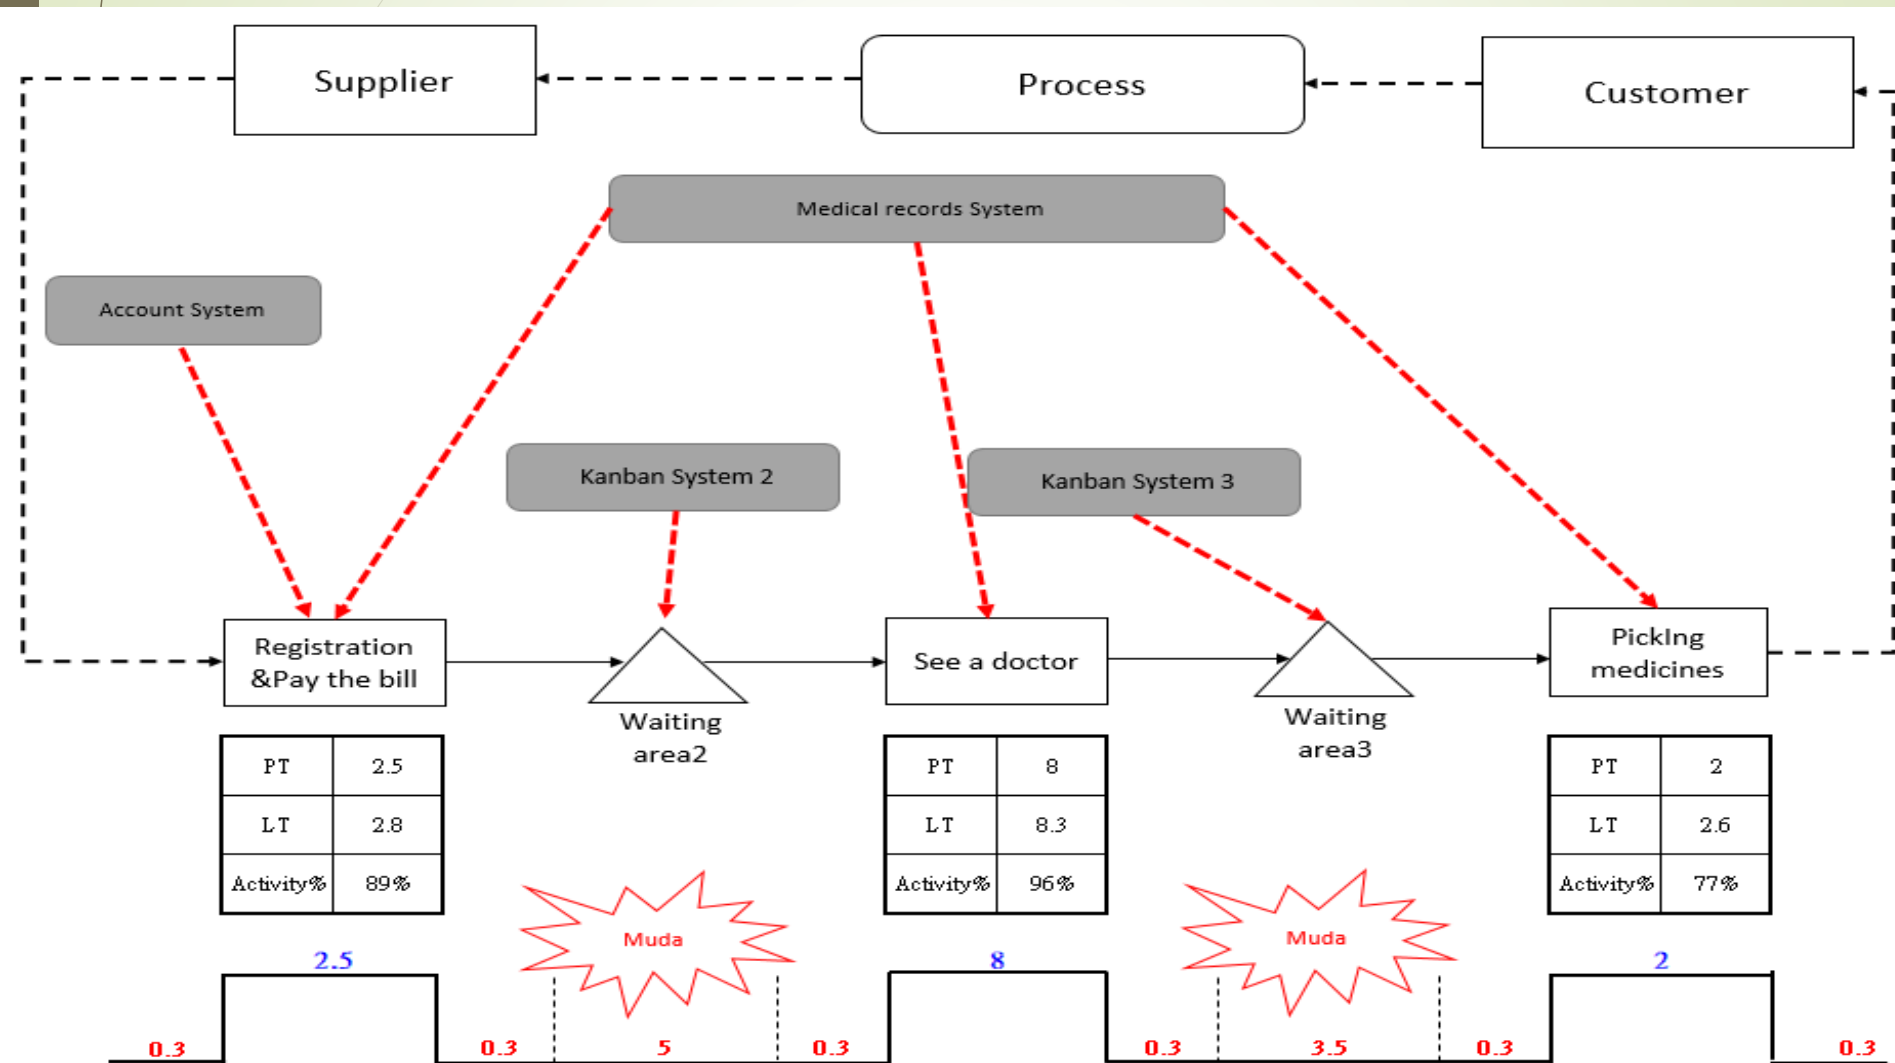 Supplier
Process
Customer
Medical records System
Account System
Kanban System 2
Kanban System 3
Registration
&Pay the bill
See a doctor
PickIng
medicines
Waiting
area2
Waiting
area3
PT 2.5
LT 2.8
Activity% 89%
PT 8
LT 8.3
Activity% 96%
PT 2
LT 2.6
Activity% 77%
Muda
Muda
2.5
8
2
0.3
0.3
5
0.3
0.3
3.5
0.3
0.3